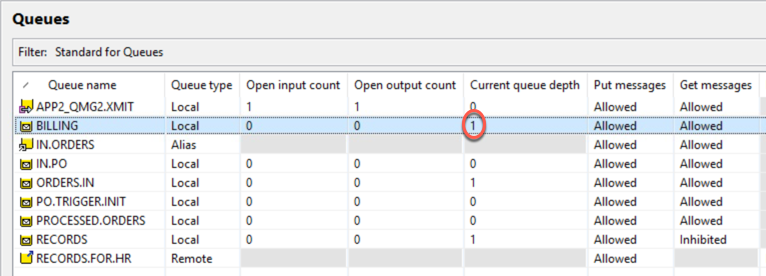 Queues
Filter: Standard for Queues
Queue name Queue type Open input count Open output count Current queue depth Put messages Get messages
APP2_QMG2.XMIT Local 1 1 0 Allowed Allowed
BILLING Local 0 0 1 Allowed Allowed
IN.ORDERS Alias Allowed Allowed
IN.PO Local 0 0 0 Allowed Allowed
ORDERS.IN Local 0 0 1 Allowed Allowed
PO.TRIGGER.INIT Local 0 0 0 Allowed Allowed
PROCESSED.ORDERS Local 0 0 0 Allowed Allowed
RECORDS Local 0 0 1 Allowed Inhibited
RECORDS.FOR.HR Remote Allowed